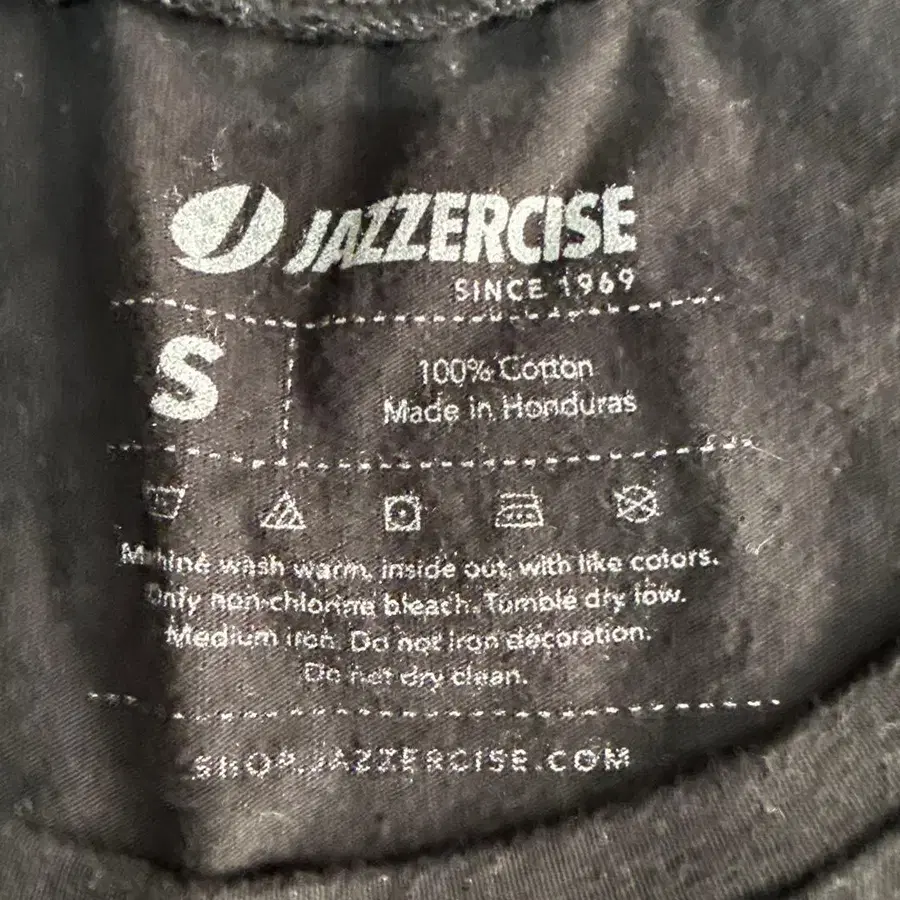 JAZZERCISE
SINCE 1969
S
100% Cotton
Made in Honduras
Machine wash warm, inside out, with like colors.
Only non-chlorine bleach. Tumble dry low.
Medium iron. Do not iron decoration.
Do not dry clean.
SHOP.JAZZERCISE.COM